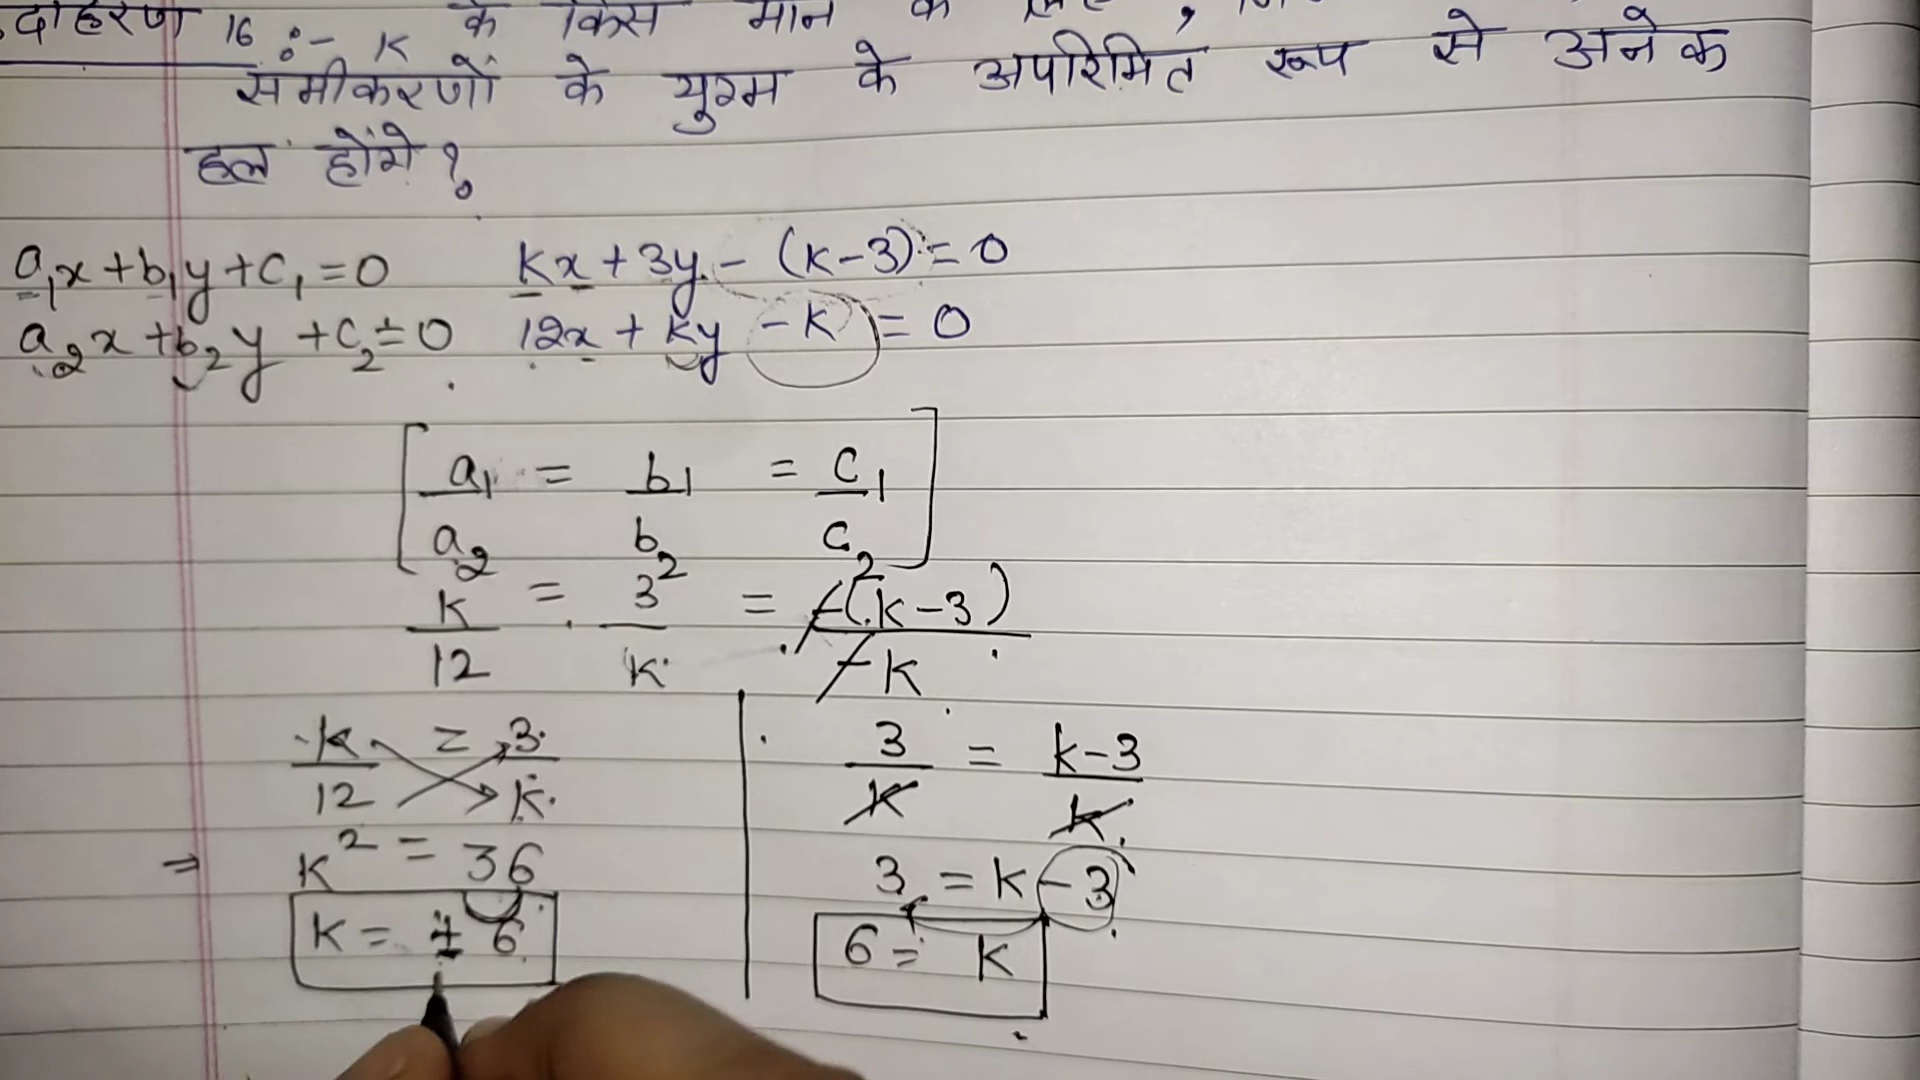 उदाहरण 16 :- K के किस मान के लिए,
समीकरणों के युग्म के अपरिमित रूप से अनेक
हल होंगे?
a₁x + b₁y + c₁ = 0 kx + 3y - (k-3) = 0
a₂x + b₂y + c₂ = 0 12x + ky - k = 0
a₁/a₂ = b₁/b₂ = c₁/c₂
k/12 = 3/k = -(k-3)/-k
k/12 = 3/k 3/k = k-3/k
⇒ k² = 36 3 = k-3
k = ± 6 6 = k